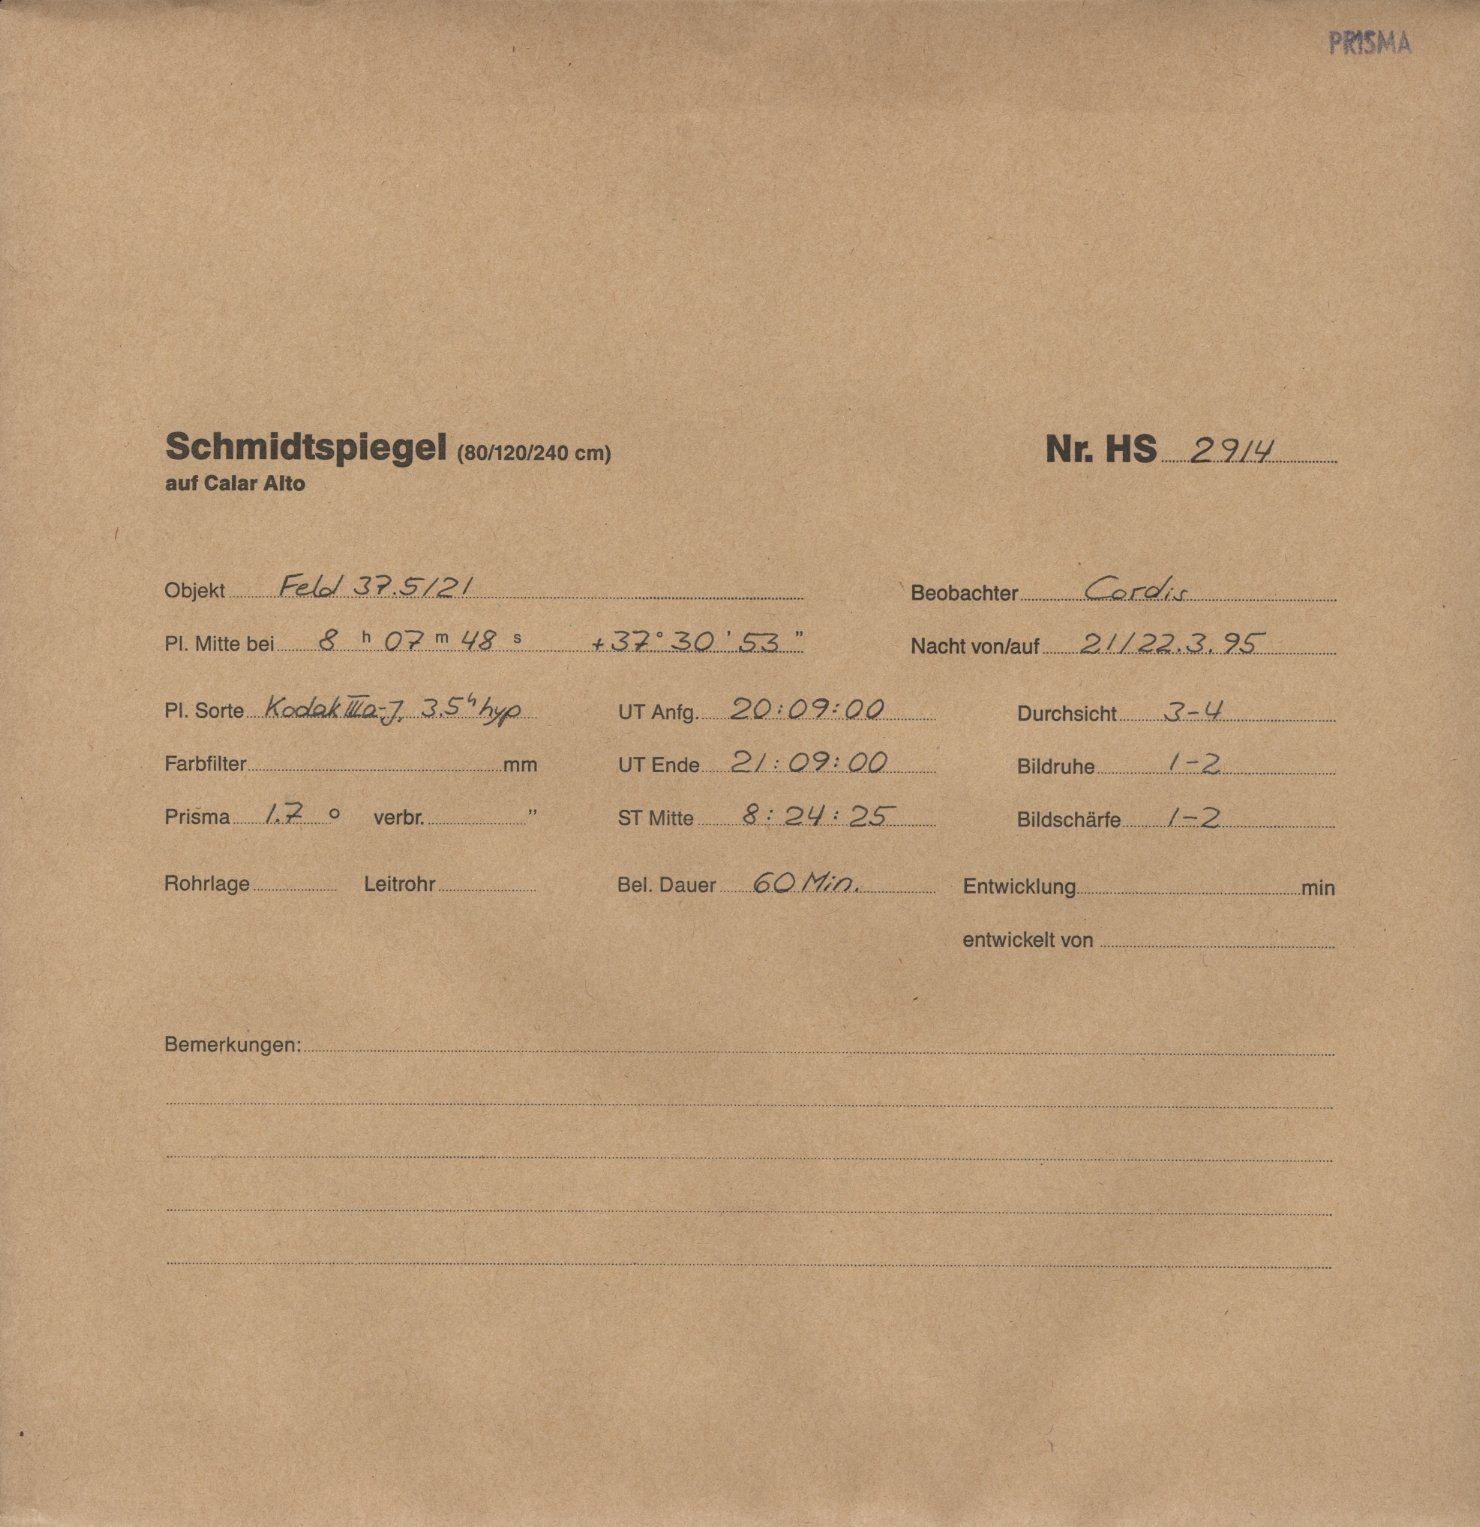 PRISMA
Schmidtspiegel (80/120/240 cm) Nr. HS 2914
auf Calar Alto
Objekt Feld 37.5/21 Beobachter Cordis
Pl. Mitte bei 8 h 07 m 48 s +37° 30 ' 53 " Nacht von/auf 21/22.3.95
Pl. Sorte Kodak IIIa-J, 3.5h hyp UT Anfg. 20:09:00 Durchsicht 3-4
Farbfilter mm UT Ende 21:09:00 Bildruhe 1-2
Prisma 1.7 ° verbr. " ST Mitte 8:24:25 Bildschärfe 1-2
Rohrlage Leitrohr Bel. Dauer 60 Min. Entwicklung min
entwickelt von
Bemerkungen: